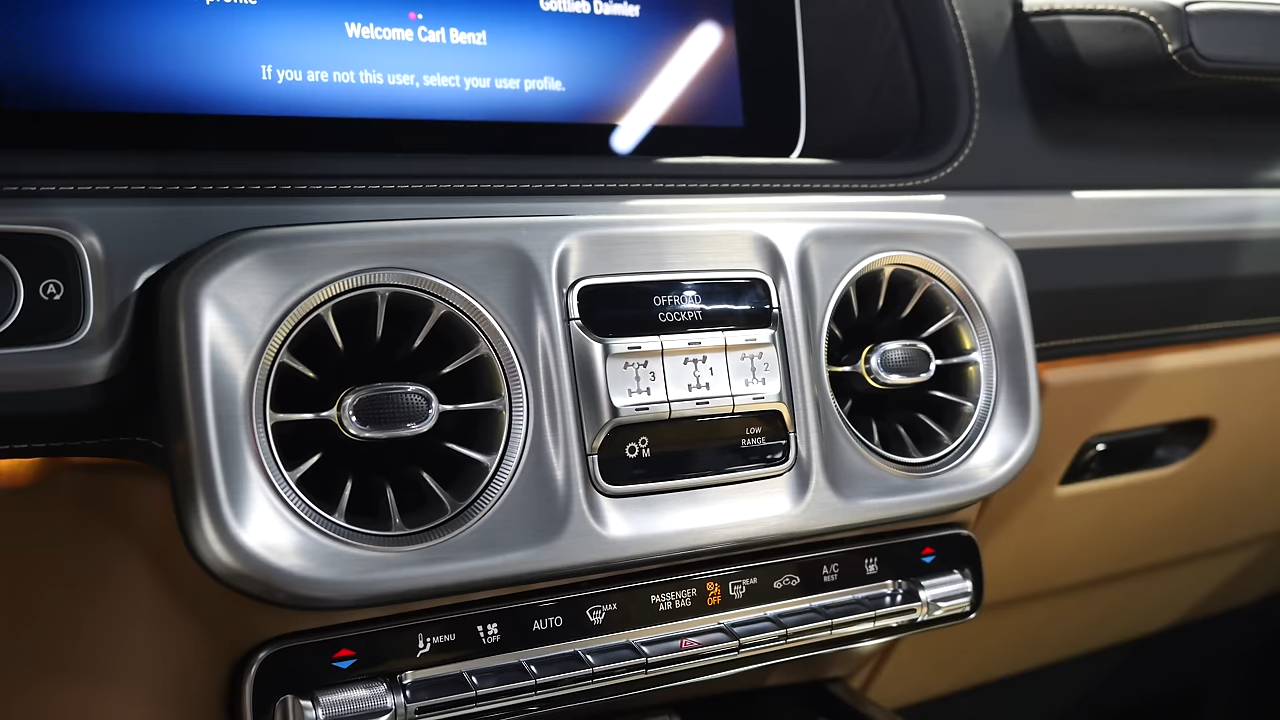 profile
Gottlieb Daimler
Welcome Carl Benz!
If you are not this user, select your user profile.
A
OFFROAD
COCKPIT
3
1
2
M
LOW
RANGE
MENU
OFF
AUTO
MAX
PASSENGER
AIR BAG
OFF
REAR
A/C
REST